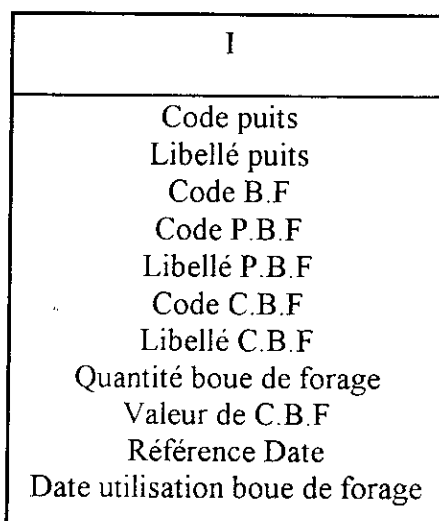 I
Code puits
Libellé puits
Code B.F
Code P.B.F
Libellé P.B.F
Code C.B.F
Libellé C.B.F
Quantité boue de forage
Valeur de C.B.F
Référence Date
Date utilisation boue de forage